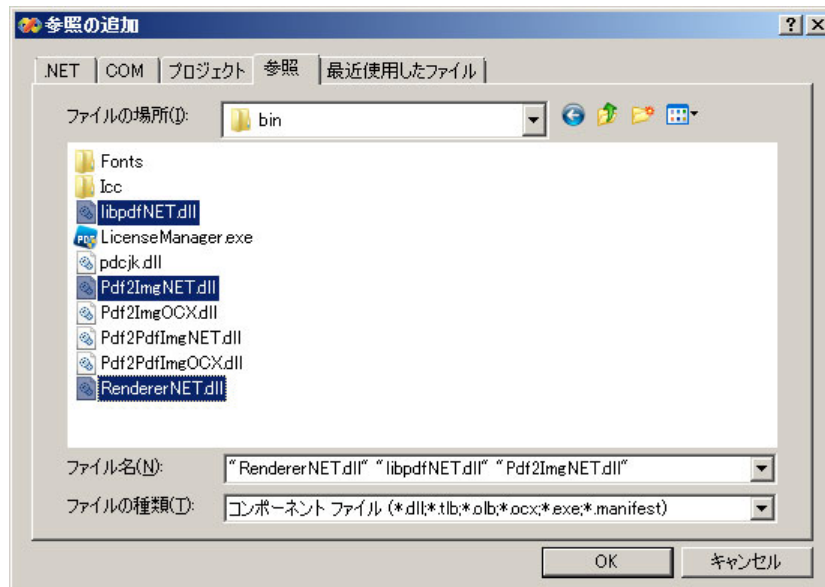 参照の追加
.NET COM プロジェクト 参照 最近使用したファイル
ファイルの場所(I): bin
Fonts
Icc
libpdfNET.dll
LicenseManager.exe
pdcjk.dll
Pdf2ImgNET.dll
Pdf2ImgOCX.dll
Pdf2PdfImgNET.dll
Pdf2PdfImgOCX.dll
RendererNET.dll
ファイル名(N): "RendererNET.dll" "libpdfNET.dll" "Pdf2ImgNET.dll"
ファイルの種類(T): コンポーネント ファイル (*.dll;*.tlb;*.olb;*.ocx;*.exe;*.manifest)
OK キャンセル